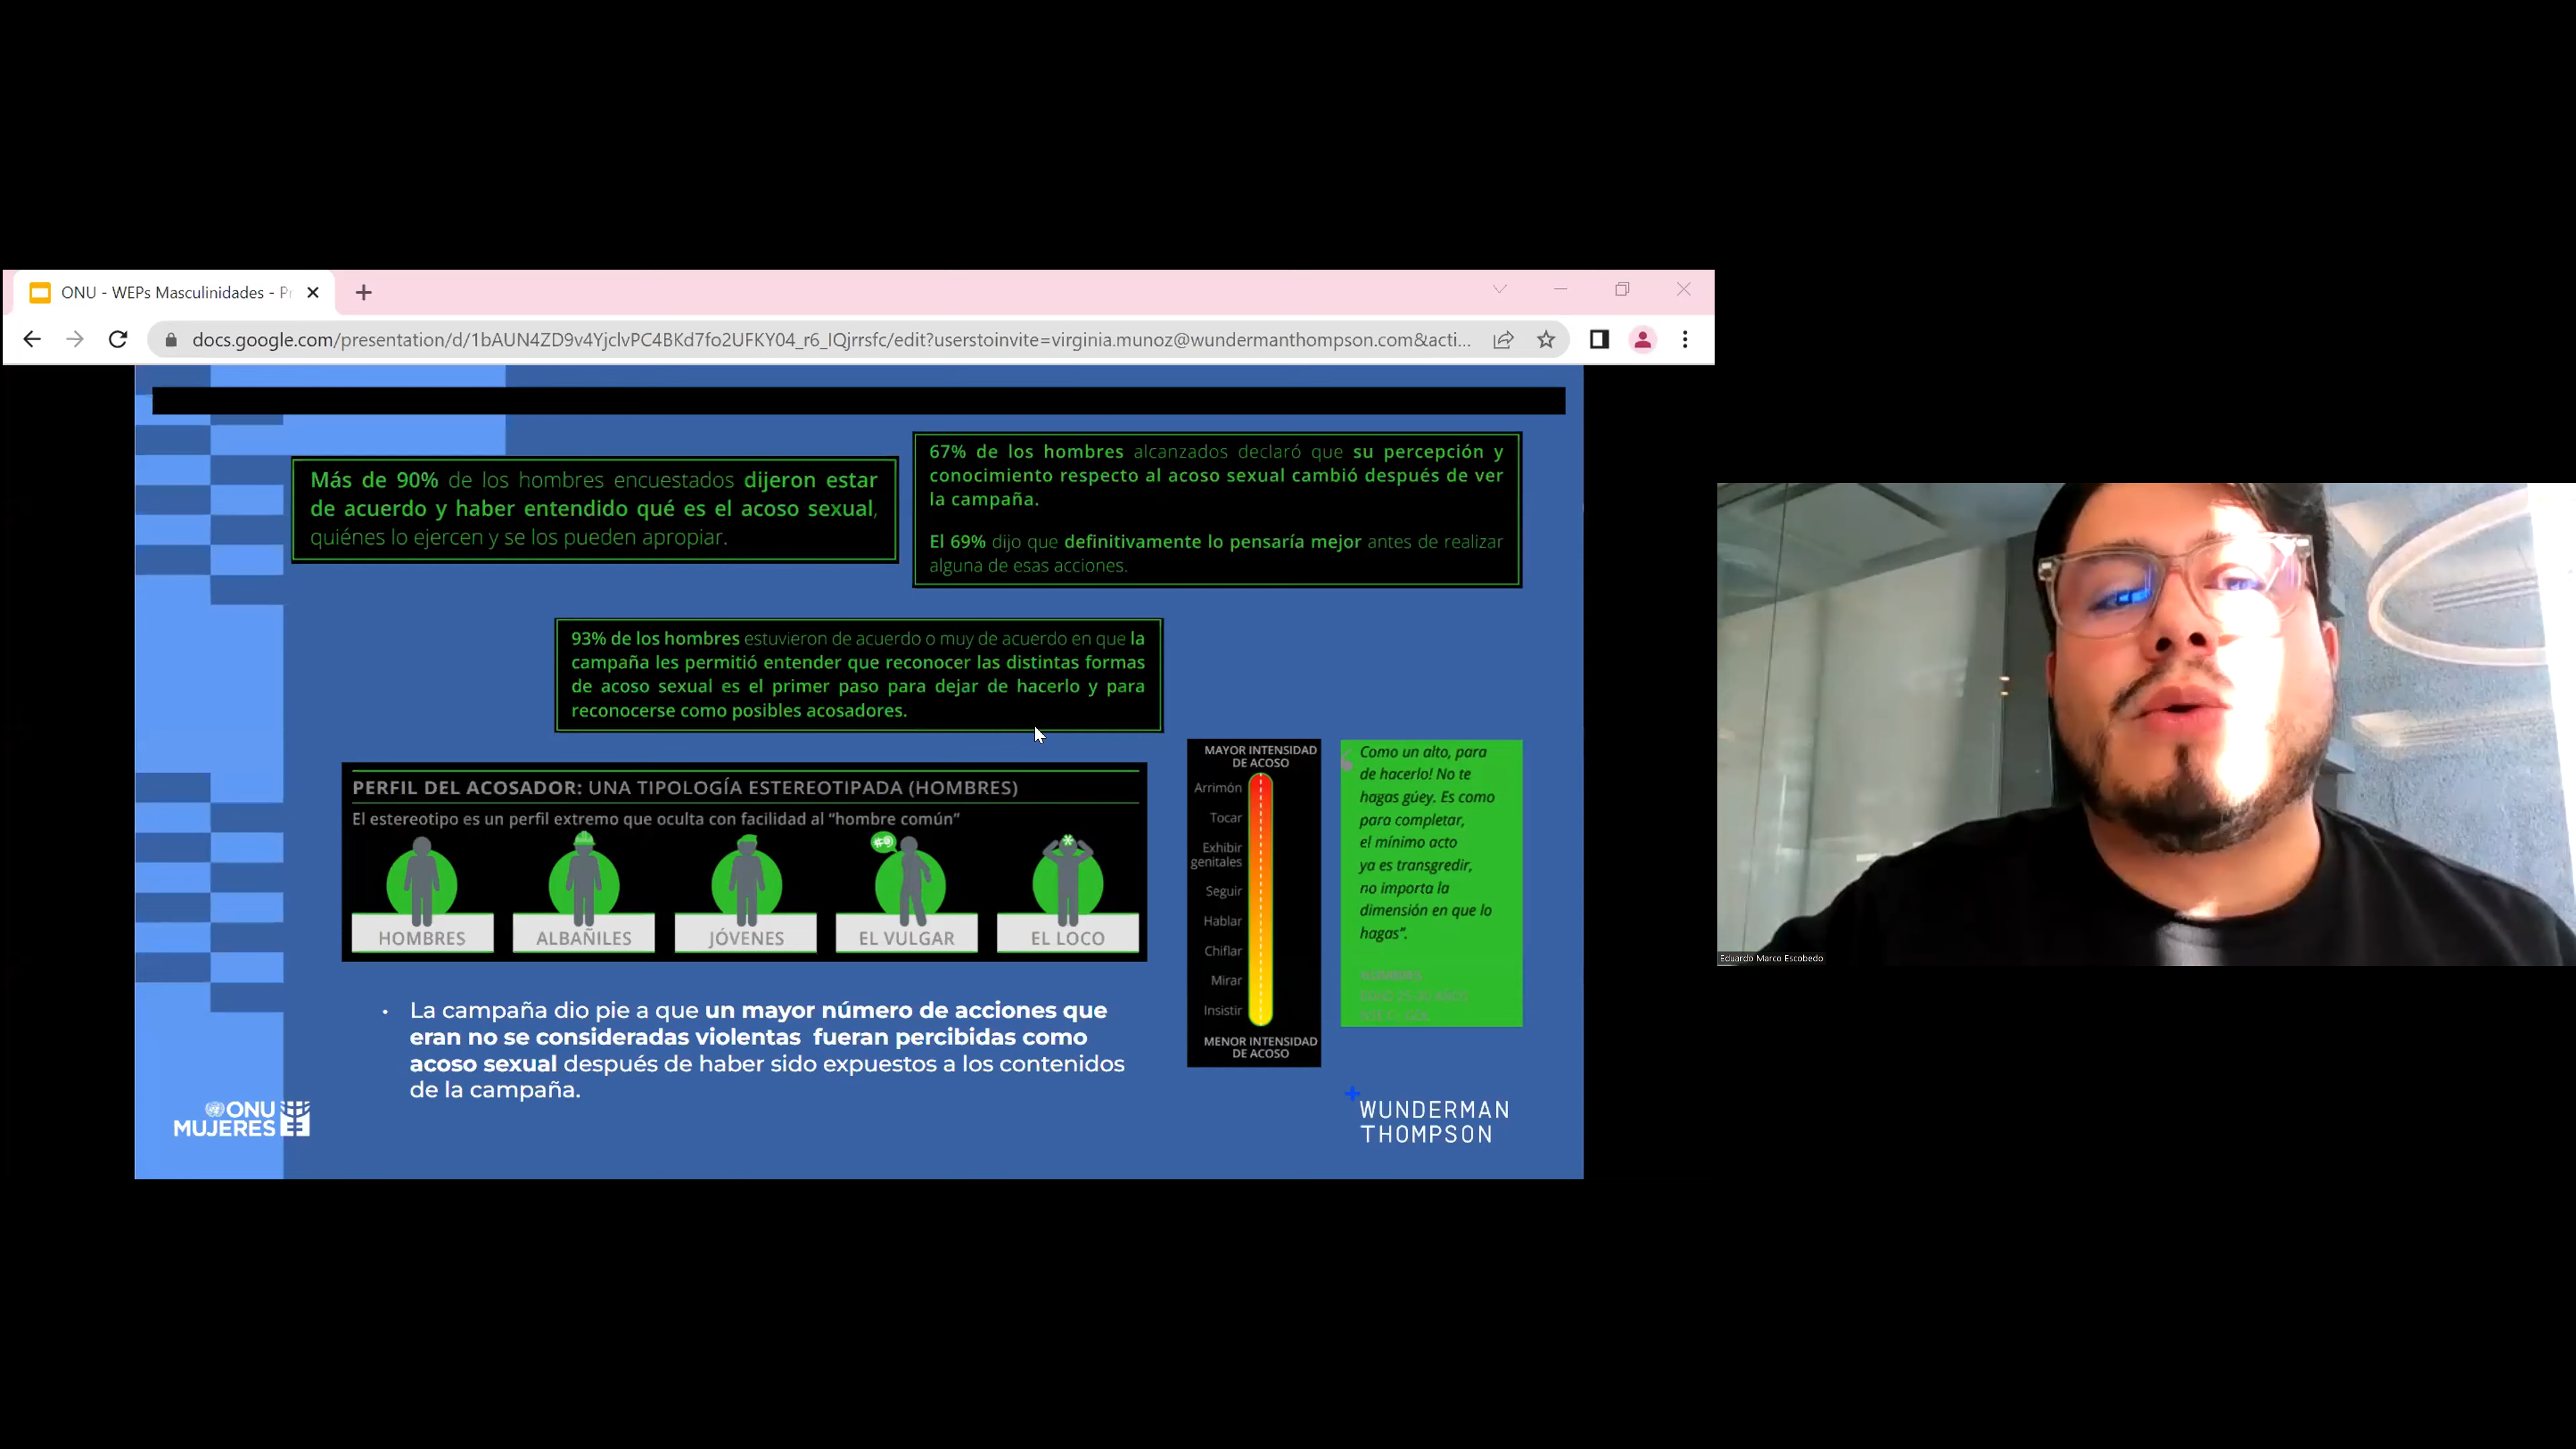 ONU - WEPs Masculinidades - Pr
docs.google.com/presentation/d/1bAUN4ZD9v4YjclvPC4BKd7fo2UFKY04_r6_IQjrrsfc/edit?userstoinvite=virginia.munoz@wundermanthompson.com&acti...
Más de 90% de los hombres encuestados dijeron estar
de acuerdo y haber entendido qué es el acoso sexual,
quiénes lo ejercen y se los pueden apropiar.
67% de los hombres alcanzados declaró que su percepción y
conocimiento respecto al acoso sexual cambió después de ver
la campaña.
El 69% dijo que definitivamente lo pensaría mejor antes de realizar
alguna de esas acciones.
93% de los hombres estuvieron de acuerdo o muy de acuerdo en que la
campaña les permitió entender que reconocer las distintas formas
de acoso sexual es el primer paso para dejar de hacerlo y para
reconocerse como posibles acosadores.
PERFIL DEL ACOSADOR: UNA TIPOLOGÍA ESTEREOTIPADA (HOMBRES)
El estereotipo es un perfil extremo que oculta con facilidad al “hombre común”
HOMBRES
ALBAÑILES
JÓVENES
EL VULGAR
EL LOCO
MAYOR INTENSIDAD
DE ACOSO
Arrimón
Tocar
Exhibir
genitales
Seguir
Hablar
Chiflar
Mirar
Insistir
MENOR INTENSIDAD
DE ACOSO
Como un alto, para
de hacerlo! No te
hagas güey. Es como
para completar,
el mínimo acto
ya es transgredir,
no importa la
dimensión en que lo
hagas”.
HOMBRES
• La campaña dio pie a que un mayor número de acciones que
eran no se consideradas violentas fueran percibidas como
acoso sexual después de haber sido expuestos a los contenidos
de la campaña.
ONU
MUJERES
WUNDERMAN
THOMPSON
Eduardo Marco Escobedo